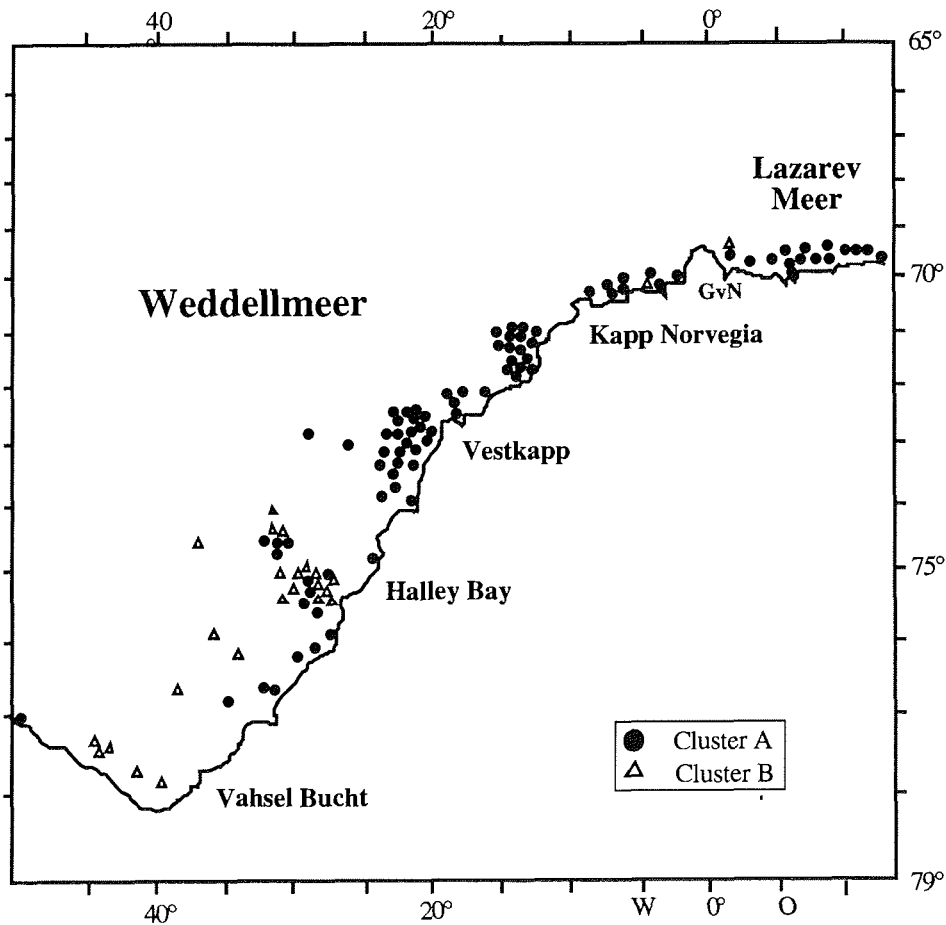 40°
20°
0°
65°
Lazarev
Meer
70°
Weddellmeer
GvN
Kapp Norvegia
Vestkapp
75°
Halley Bay
Cluster A
Cluster B
Vahsel Bucht
79°
40°
20°
W
0°
O